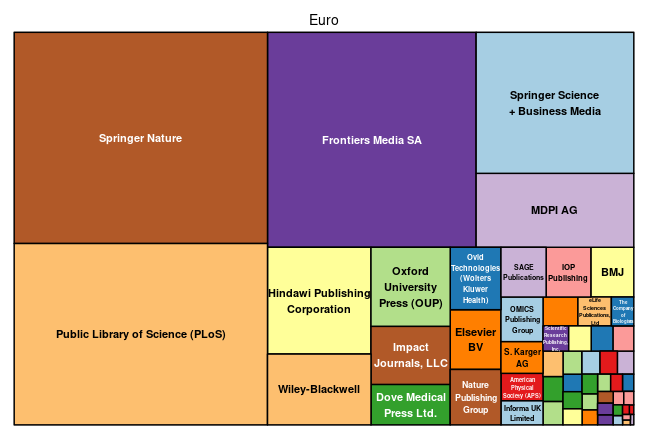 Euro
Springer Nature
Frontiers Media SA
Springer Science
+ Business Media
MDPI AG
Public Library of Science (PLoS)
Hindawi Publishing
Corporation
Wiley-Blackwell
Oxford
University
Press (OUP)
Impact
Journals, LLC
Dove Medical
Press Ltd.
Ovid
Technologies
(Wolters
Kluwer
Health)
Elsevier
BV
Nature
Publishing
Group
SAGE
Publications
IOP
Publishing
BMJ
OMICS
Publishing
Group
S. Karger
AG
American
Physical
Society (APS)
Informa UK
Limited
eLife
Sciences
Publications,
Ltd
The
Company
of
Biologists
Scientific
Research
Publishing,
Inc.